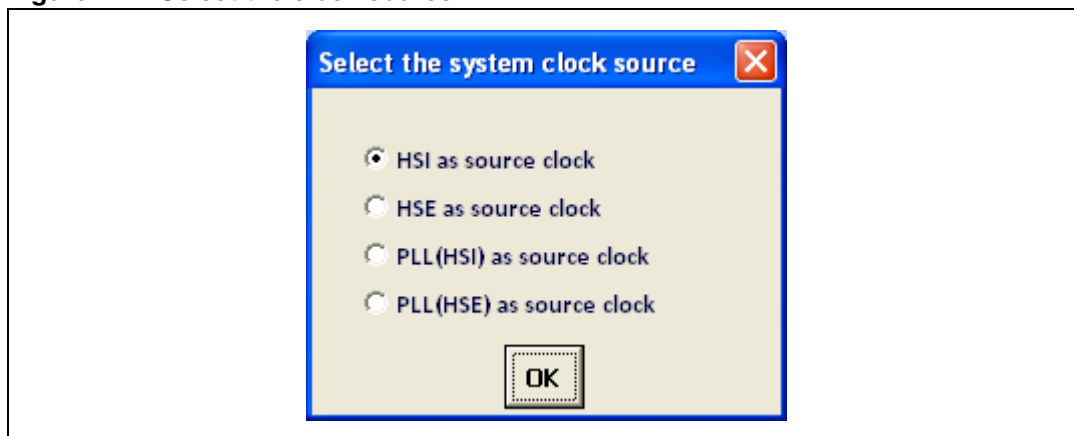 Select the system clock source
HSI as source clock
HSE as source clock
PLL(HSI) as source clock
PLL(HSE) as source clock
OK